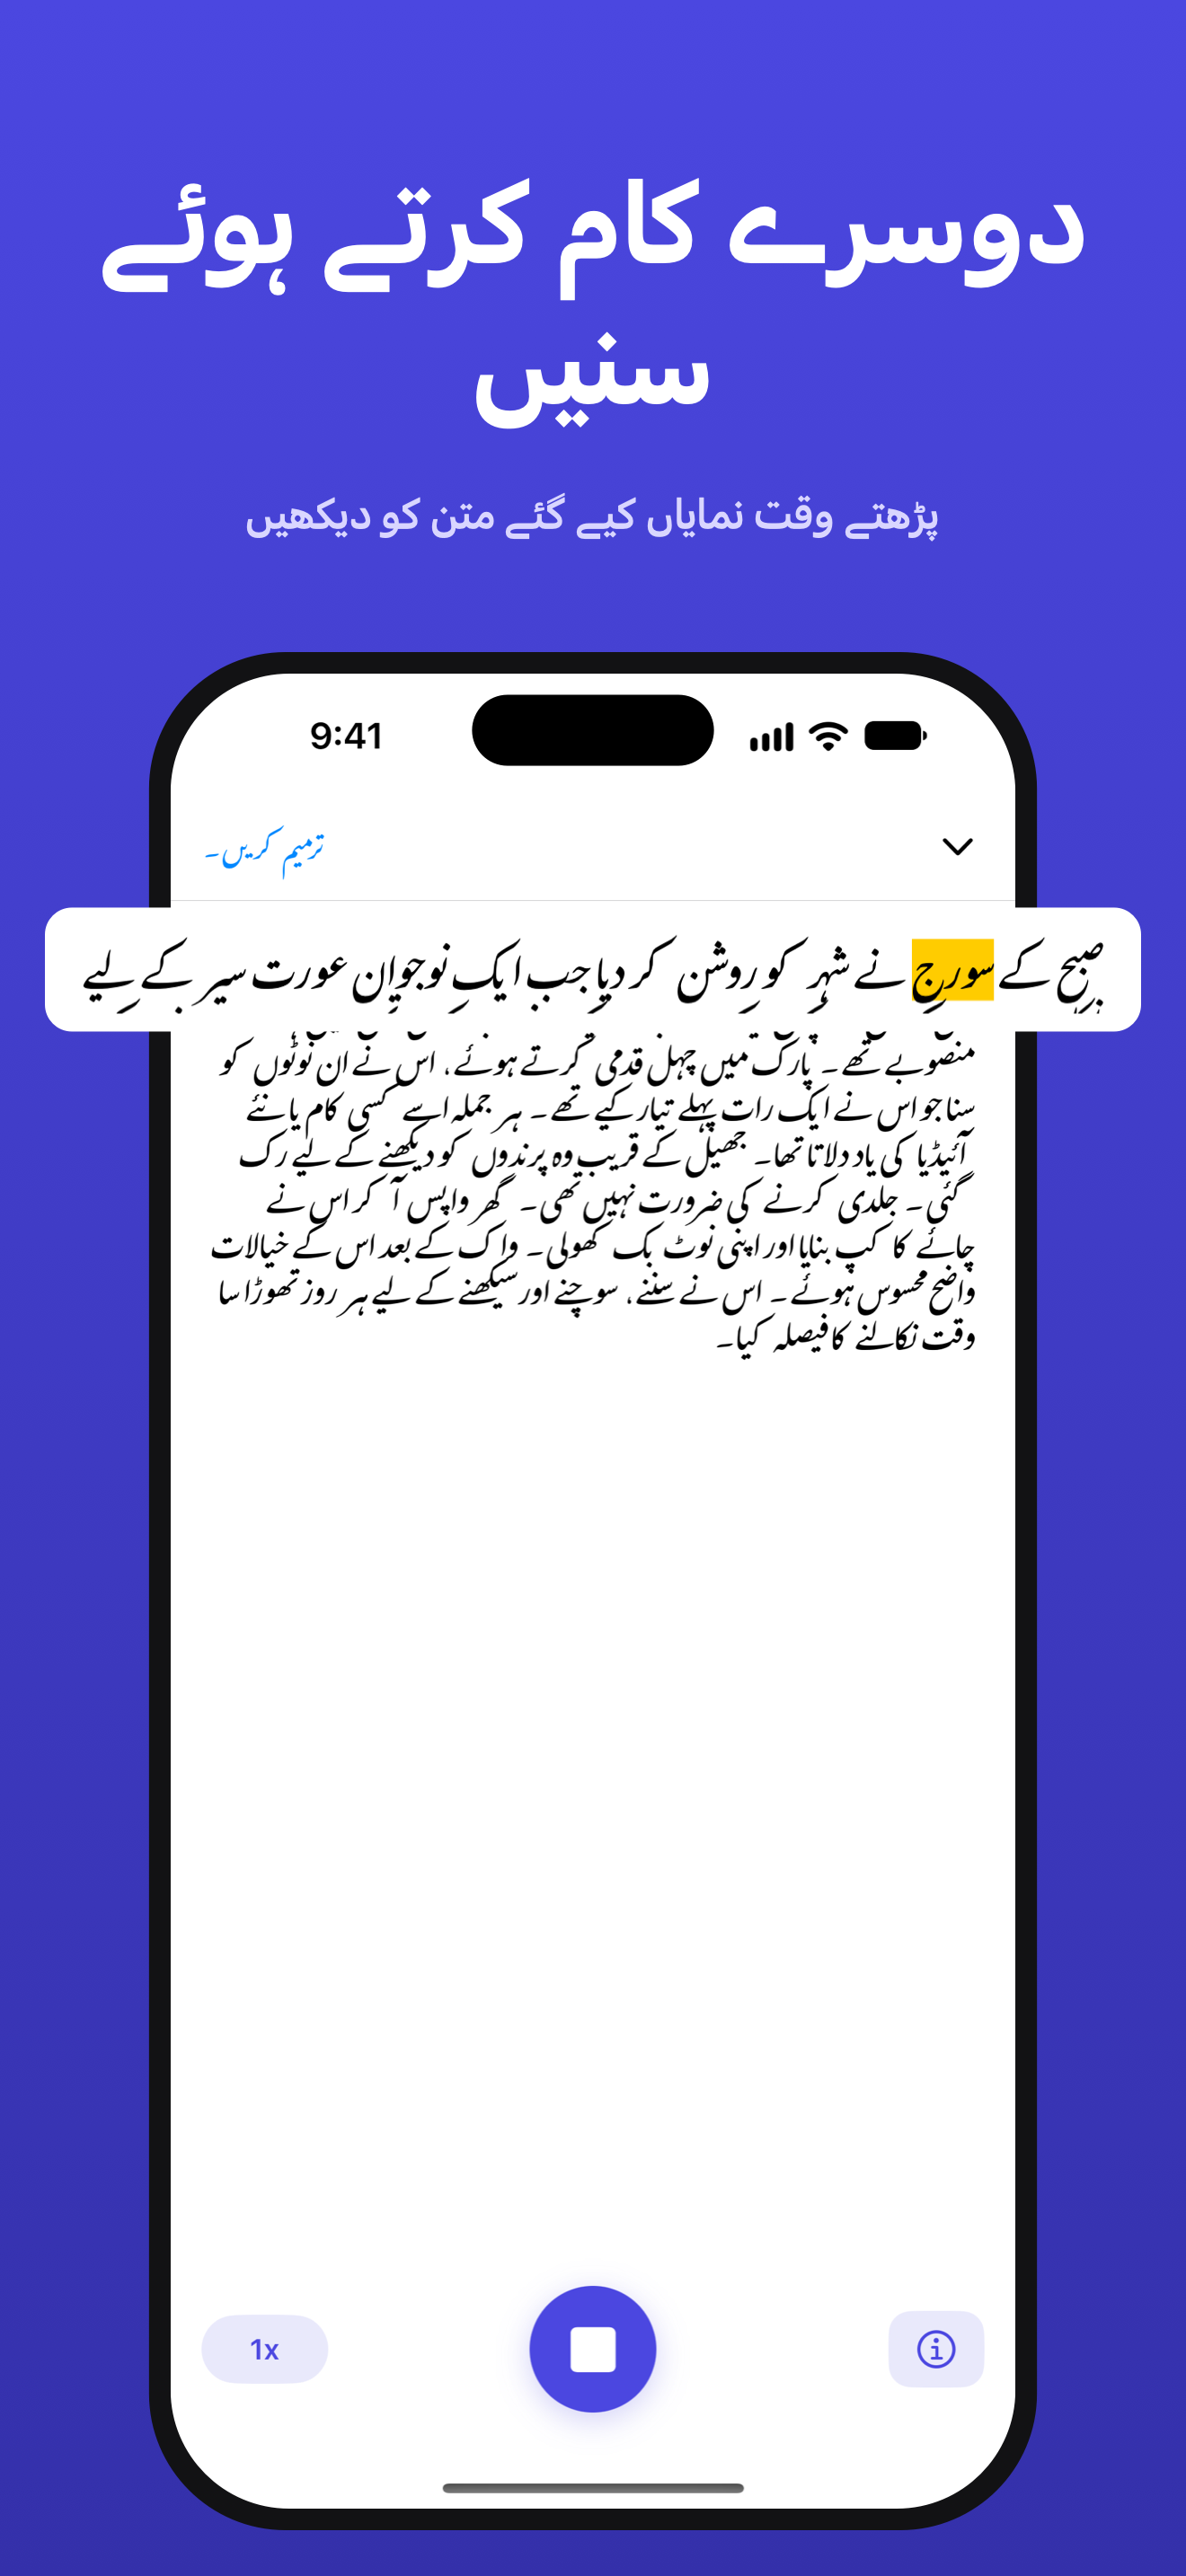 دوسرے کام کرتے ہوئے
سنیں
پڑھتے وقت نمایاں کیے گئے متن کو دیکھیں
9:41
ترمیم کریں۔
صبح کے سورج نے شہر کو روشن کر دیا جب ایک نوجوان عورت سیر کے لیے
منصوبے تھے۔ پارک میں چہل قدمی کرتے ہوئے، اس نے ان نوٹوں کو
سنا جو اس نے ایک رات پہلے تیار کیے تھے۔ ہر جملہ اسے کسی کام یا نئے
آئیڈیا کی یاد دلاتا تھا۔ جھیل کے قریب وہ پرندوں کو دیکھنے کے لیے رک
گئی۔ جلدی کرنے کی ضرورت نہیں تھی۔ گھر واپس آ کر اس نے
چائے کا کپ بنایا اور اپنی نوٹ بک کھولی۔ واک کے بعد اس کے خیالات
واضح محسوس ہوئے۔ اس نے سننے، سوچنے اور سیکھنے کے لیے ہر روز تھوڑا سا
وقت نکالنے کا فیصلہ کیا۔
1x